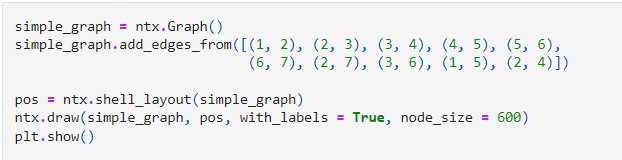 simple_graph = ntx.Graph()
simple_graph.add_edges_from([(1, 2), (2, 3), (3, 4), (4, 5), (5, 6),
                             (6, 7), (2, 7), (3, 6), (1, 5), (2, 4)])

pos = ntx.shell_layout(simple_graph)
ntx.draw(simple_graph, pos, with_labels = True, node_size = 600)
plt.show()